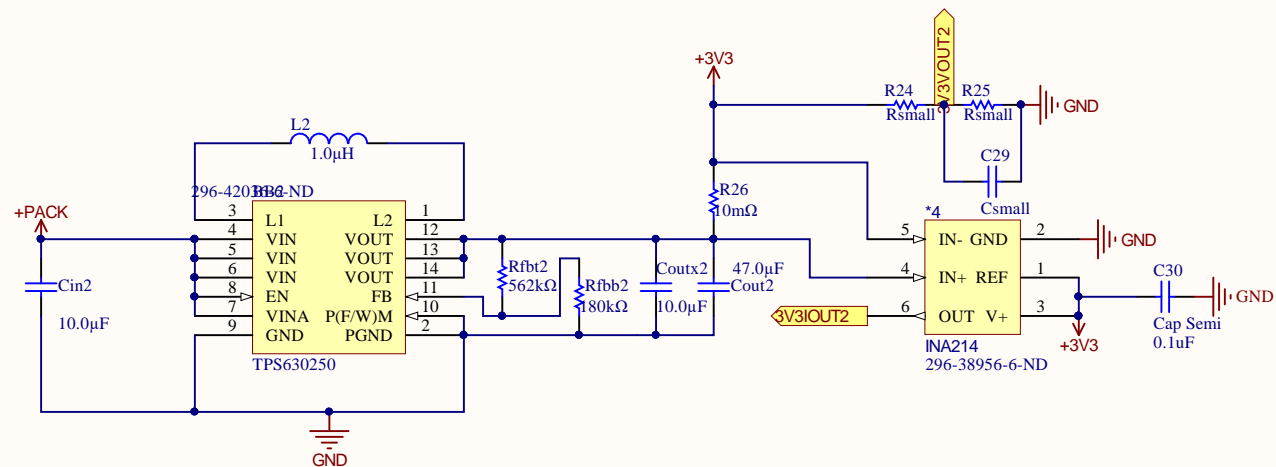 +3V3
3V3VOUT2
R24
Rsmall
R25
Rsmall
GND
C29
Csmall
L2
1.0µH
296-42036-2-ND
+PACK
3
L1
L2
1
4
VIN
VOUT
12
5
VIN
VOUT
13
6
VIN
VOUT
14
8
EN
FB
11
7
VINA
P(F/W)M
10
9
GND
PGND
2
TPS630250
Cin2
10.0µF
GND
Rfbt2
562kΩ
Rfbb2
180kΩ
Coutx2
10.0µF
47.0µF
Cout2
R26
10mΩ
*4
5
IN-
GND
2
GND
4
IN+
REF
1
6
OUT
V+
3
3V3IOUT2
INA214
296-38956-6-ND
+3V3
C30
Cap Semi
0.1uF
GND